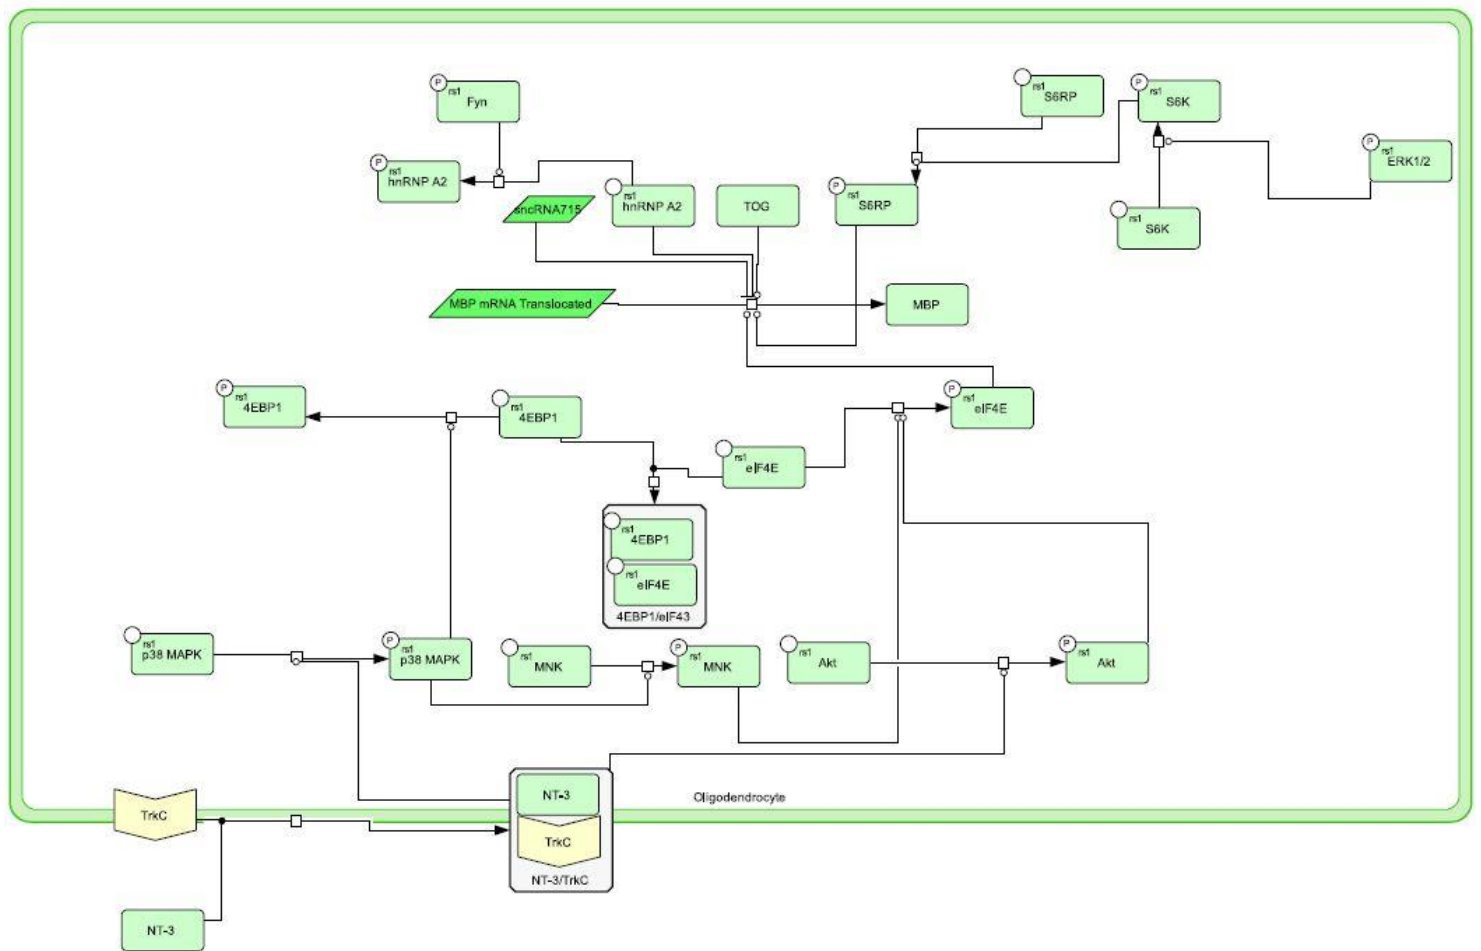 P
rs1
Fyn
rs1
S6RP
P
rs1
S6K
P
rs1
ERK1/2
P
rs1
hnRNP A2
sncRNA715
rs1
hnRNP A2
TOG
P
rs1
S6RP
rs1
S6K
MBP mRNA Translocated
MBP
P
rs1
4EBP1
rs1
4EBP1
P
rs1
eIF4E
rs1
eIF4E
rs1
4EBP1
rs1
eIF4E
4EBP1/eIF43
rs1
p38 MAPK
P
rs1
p38 MAPK
rs1
MNK
P
rs1
MNK
rs1
Akt
P
rs1
Akt
NT-3
Oligodendrocyte
TrkC
TrkC
NT-3/TrkC
NT-3